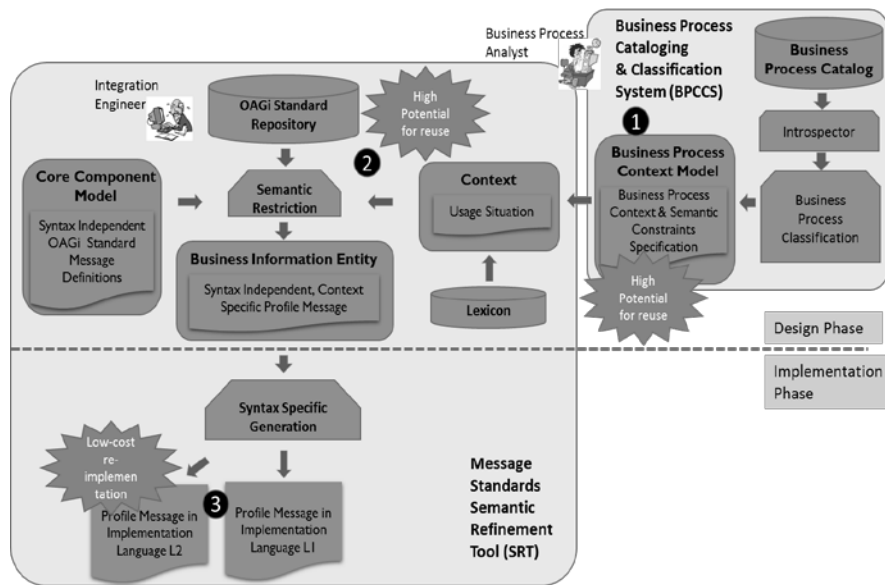 Business Process
Analyst
Business Process
Cataloging
& Classification
System (BPCCS)
Business
Process Catalog
Integration
Engineer
OAGi Standard
Repository
High
Potential
for reuse
1
Introspector
2
Core Component
Model
Syntax Independent
OAGi Standard
Message
Definitions
Semantic
Restriction
Context
Usage Situation
Business Process
Context Model
Business Process
Context & Semantic
Constraints
Specification
Business
Process
Classification
Business Information Entity
Syntax Independent, Context
Specific Profile Message
Lexicon
High
Potential
for reuse
Design Phase
Implementation
Phase
Syntax Specific
Generation
Low-cost
re-
implemen
tation
3
Profile Message in
Implementation
Language L2
Profile Message in
Implementation
Language L1
Message
Standards
Semantic
Refinement
Tool (SRT)